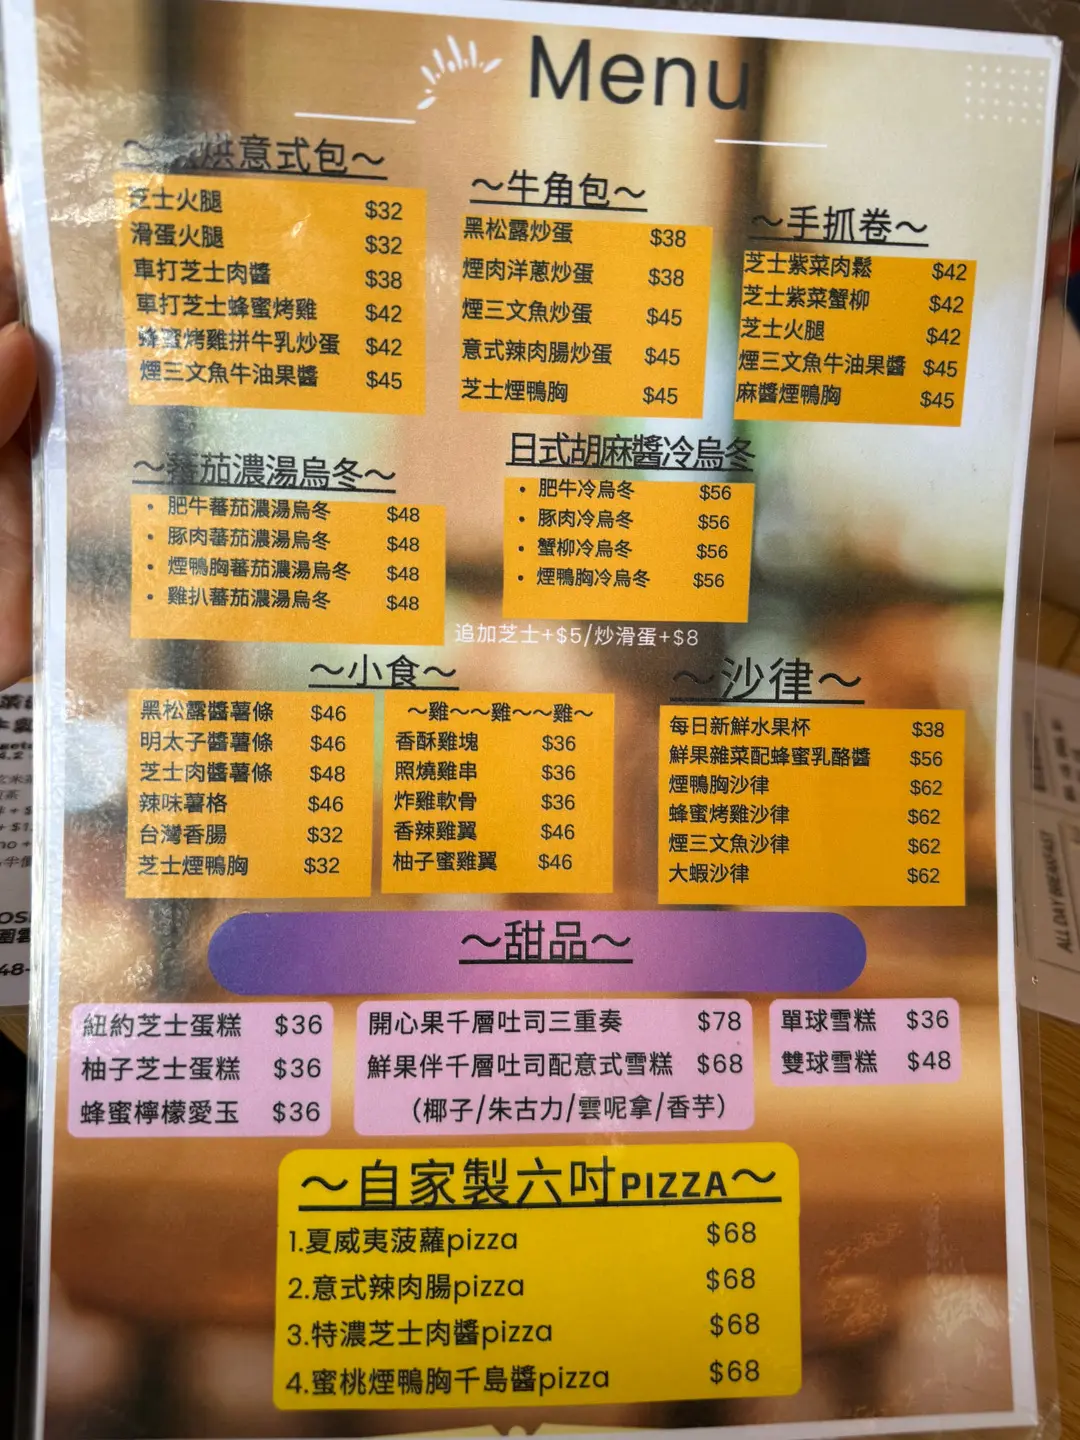 Menu
烘意式包～
芝士火腿 $32
滑蛋火腿 $32
車打芝士肉醬 $38
車打芝士蜂蜜烤雞 $42
蜂蜜烤雞拼牛乳炒蛋 $42
煙三文魚牛油果醬 $45
～牛角包～
黑松露炒蛋 $38
煙肉洋蔥炒蛋 $38
煙三文魚炒蛋 $45
意式辣肉腸炒蛋 $45
芝士煙鴨胸 $45
～手抓卷～
芝士紫菜肉鬆 $42
芝士紫菜蟹柳 $42
芝士火腿 $42
煙三文魚牛油果醬 $45
麻醬煙鴨胸 $45
～蕃茄濃湯烏冬～
• 肥牛蕃茄濃湯烏冬 $48
• 豚肉蕃茄濃湯烏冬 $48
• 煙鴨胸蕃茄濃湯烏冬 $48
• 雞扒蕃茄濃湯烏冬 $48
日式胡麻醬冷烏冬
• 肥牛冷烏冬 $56
• 豚肉冷烏冬 $56
• 蟹柳冷烏冬 $56
• 煙鴨胸冷烏冬 $56
追加芝士+$5/炒滑蛋+$8
～小食～
黑松露醬薯條 $46
明太子醬薯條 $46
芝士肉醬薯條 $48
辣味薯格 $46
台灣香腸 $32
芝士煙鴨胸 $32
～雞～～雞～～雞～
香酥雞塊 $36
照燒雞串 $36
炸雞軟骨 $36
香辣雞翼 $46
柚子蜜雞翼 $46
～沙律～
每日新鮮水果杯 $38
鮮果雜菜配蜂蜜乳酪醬 $56
煙鴨胸沙律 $62
蜂蜜烤雞沙律 $62
煙三文魚沙律 $62
大蝦沙律 $62
～甜品～
紐約芝士蛋糕 $36
柚子芝士蛋糕 $36
蜂蜜檸檬愛玉 $36
開心果千層吐司三重奏 $78
鮮果伴千層吐司配意式雪糕 $68
（椰子/朱古力/雲呢拿/香芋）
單球雪糕 $36
雙球雪糕 $48
～自家製六吋PIZZA～
1.夏威夷菠蘿pizza $68
2.意式辣肉腸pizza $68
3.特濃芝士肉醬pizza $68
4.蜜桃煙鴨胸千島醬pizza $68
ALL DAY BREAKFAST